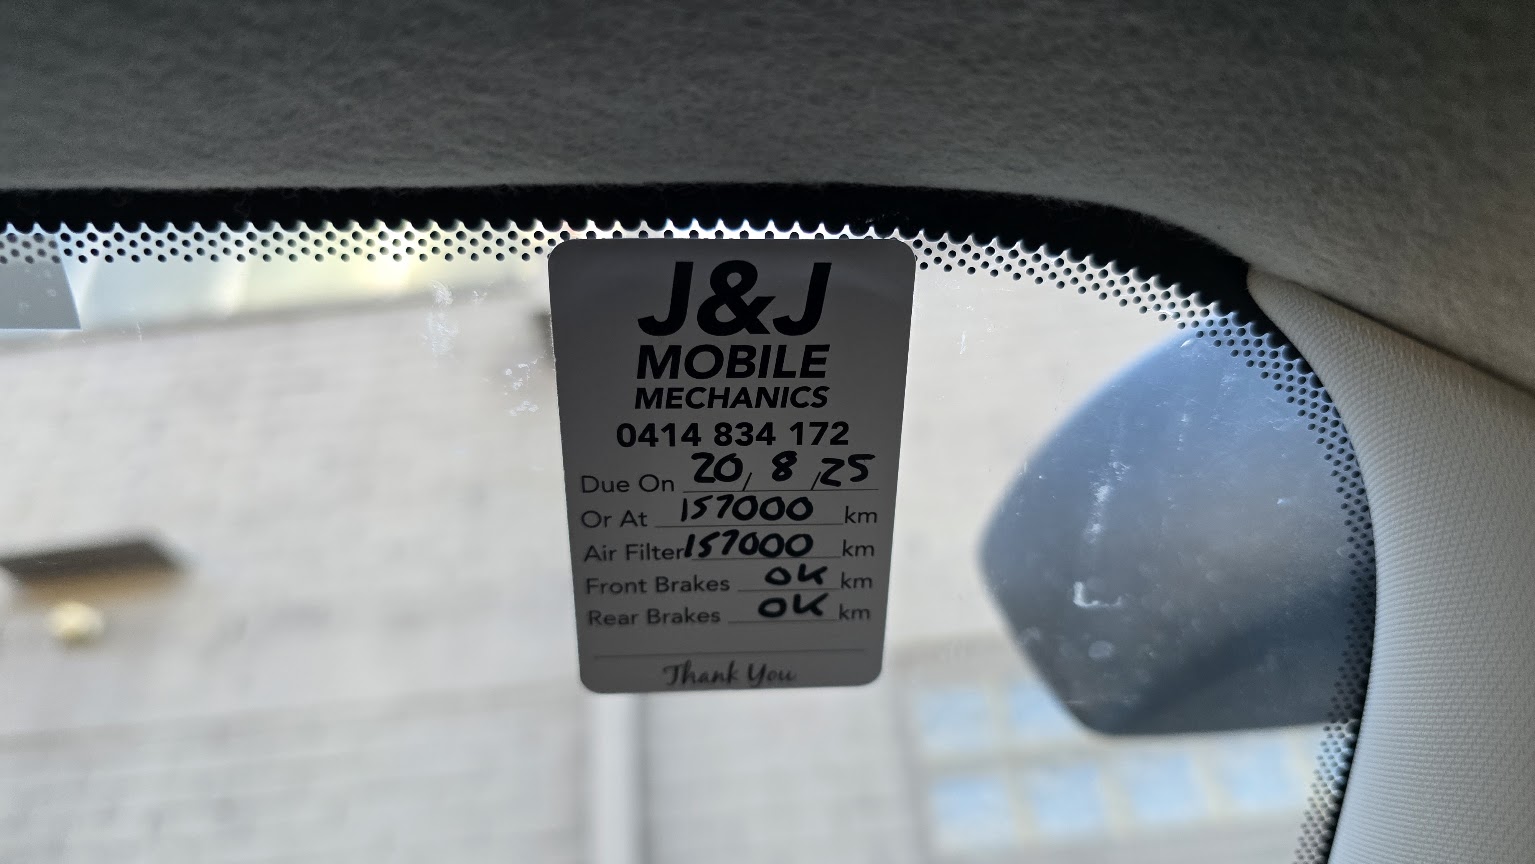 J&J
MOBILE
MECHANICS
0414 834 172
Due On 20/8/25
Or At 157000 km
Air Filter 157000 km
Front Brakes OK km
Rear Brakes OK km
Thank You